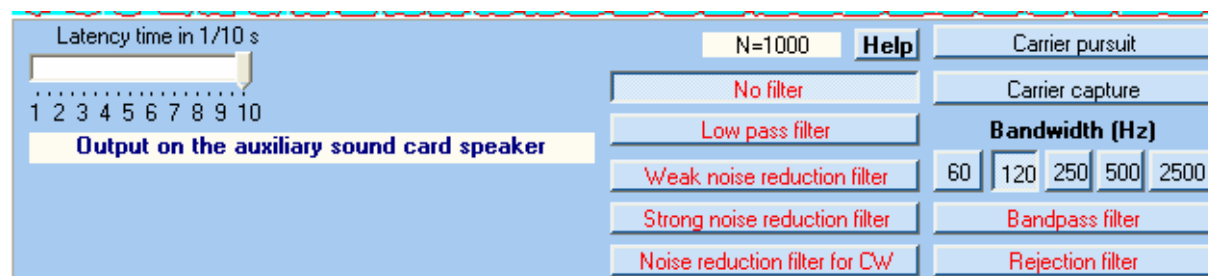 Latency time in 1/10 s
1 2 3 4 5 6 7 8 9 10
Output on the auxiliary sound card speaker
N=1000
Help
No filter
Low pass filter
Weak noise reduction filter
Strong noise reduction filter
Noise reduction filter for CW
Carrier pursuit
Carrier capture
Bandwidth (Hz)
60 120 250 500 2500
Bandpass filter
Rejection filter